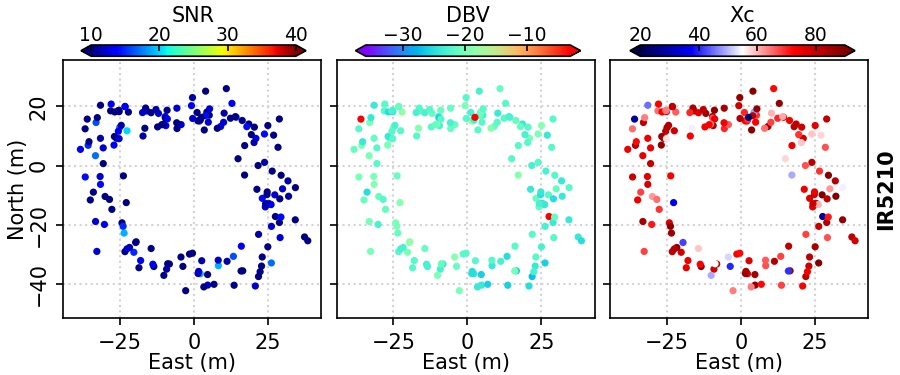 SNR DBV Xc
10 20 30 40 −30 −20 −10 20 40 60 80
20
0
−20
−40
North (m)
−25 0 25 −25 0 25 −25 0 25
East (m) East (m) East (m)
IR5210